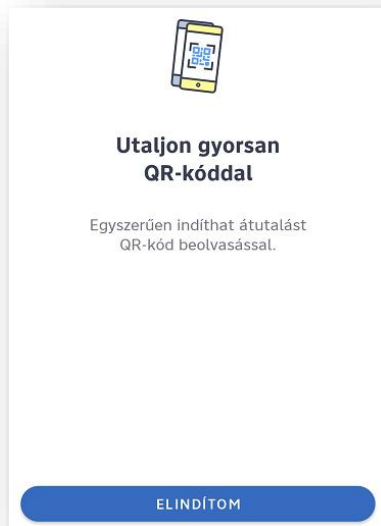 Utaljon gyorsan
QR-kóddal
Egyszerűen indíthat átutalást
QR-kód beolvasással.
ELINDÍTOM